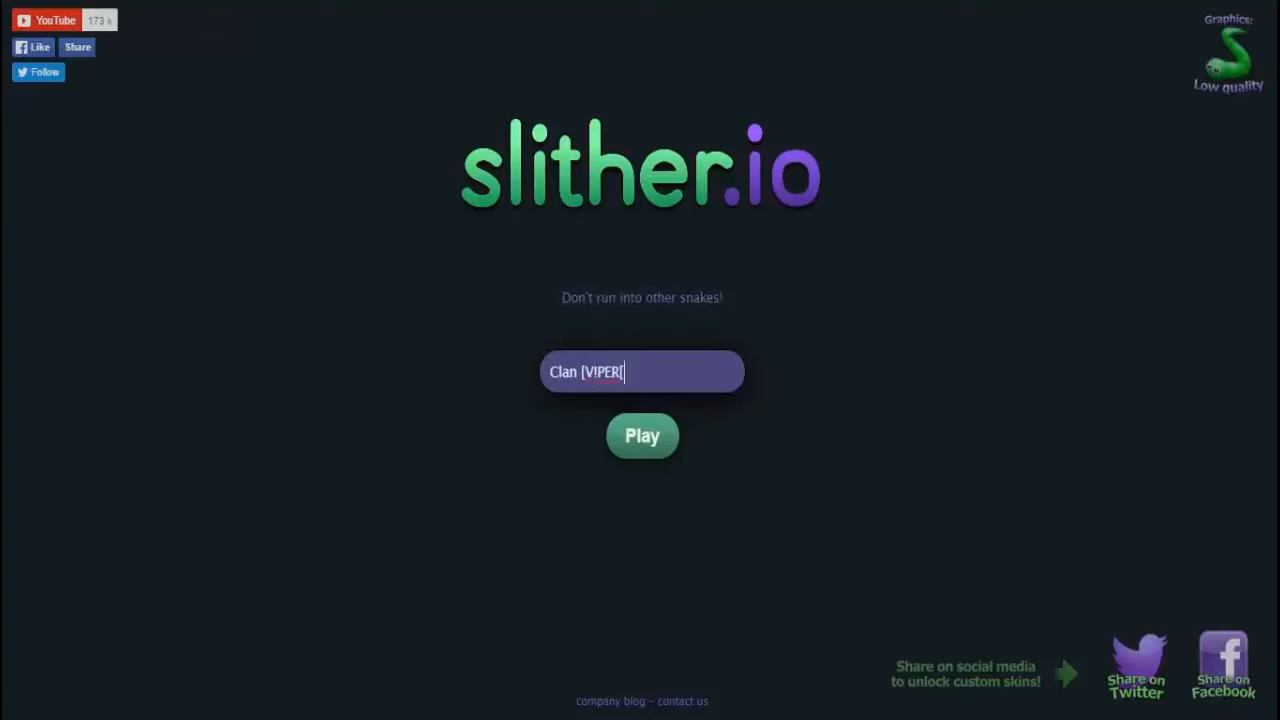 YouTube 173 k
Like Share
Follow
Graphics:
Low quality
slither.io
Don't run into other snakes!
Clan [VIPER[
Play
Share on social media
to unlock custom skins!
Share on
Twitter
f
Share on
Facebook
company blog - contact us